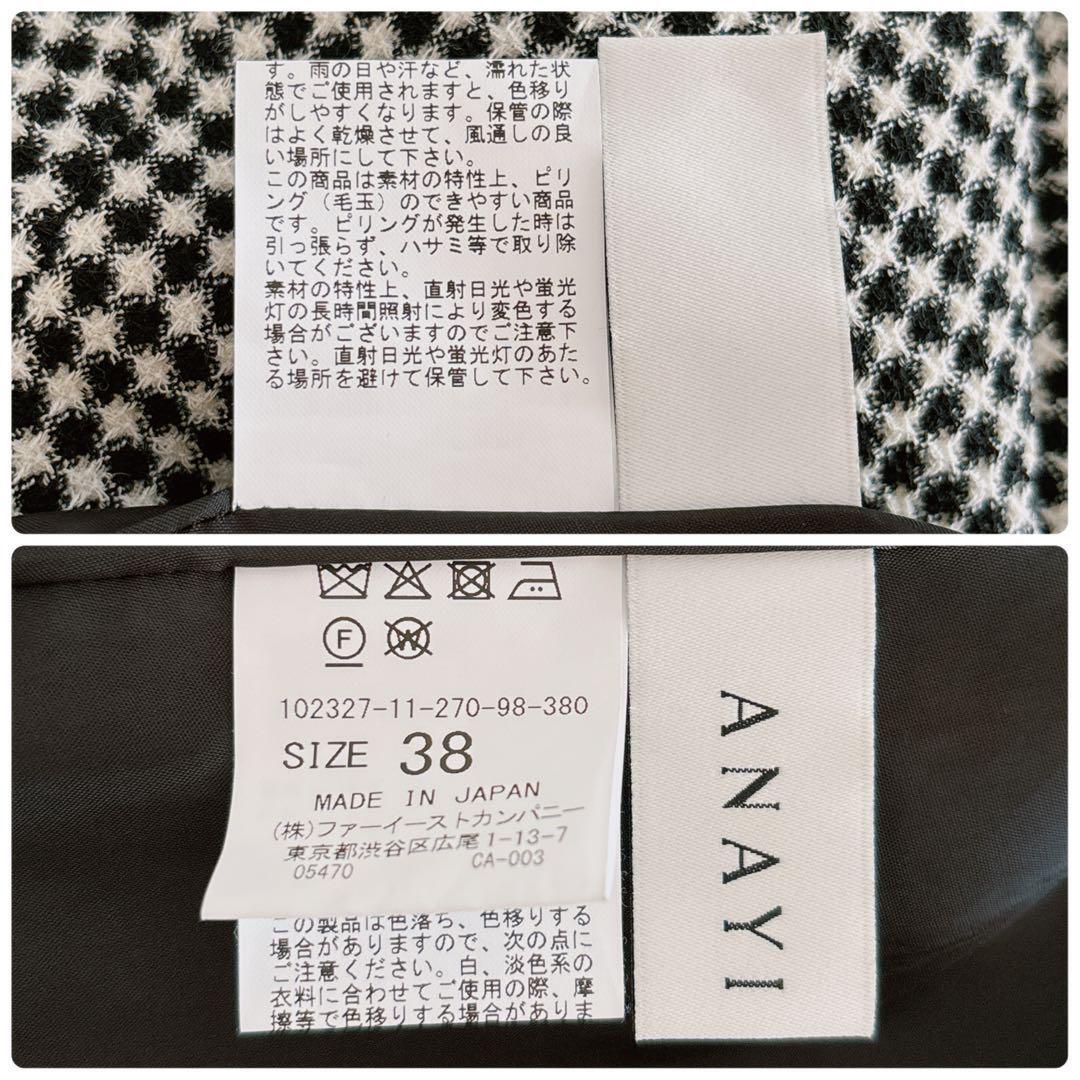 す。雨の日や汗など、濡れた状
態でご使用されますと、色移り
がしやすくなります。保管の際
はよく乾燥させて、風通しの良
い場所にして下さい。
この商品は素材の特性上、ピリ
ング（毛玉）のできやすい商品
です。ピリングが発生した時は
引っ張らず、ハサミ等で取り除
いてください。
素材の特性上、直射日光や蛍光
灯の長時間照射により変色する
場合がございますのでご注意下
さい。直射日光や蛍光灯のあた
る場所を避けて保管して下さい。
F
W
102327-11-270-98-380
SIZE 38
MADE IN JAPAN
(株)ファーイーストカンパニー
東京都渋谷区広尾1-13-7
05470 CA-003
この製品は色落ち、色移りする
場合がありますので、次の点に
ご注意ください。白、淡色系の
衣料に合わせてご使用の際、摩
擦等で色移りする場合がありま
ANAYI